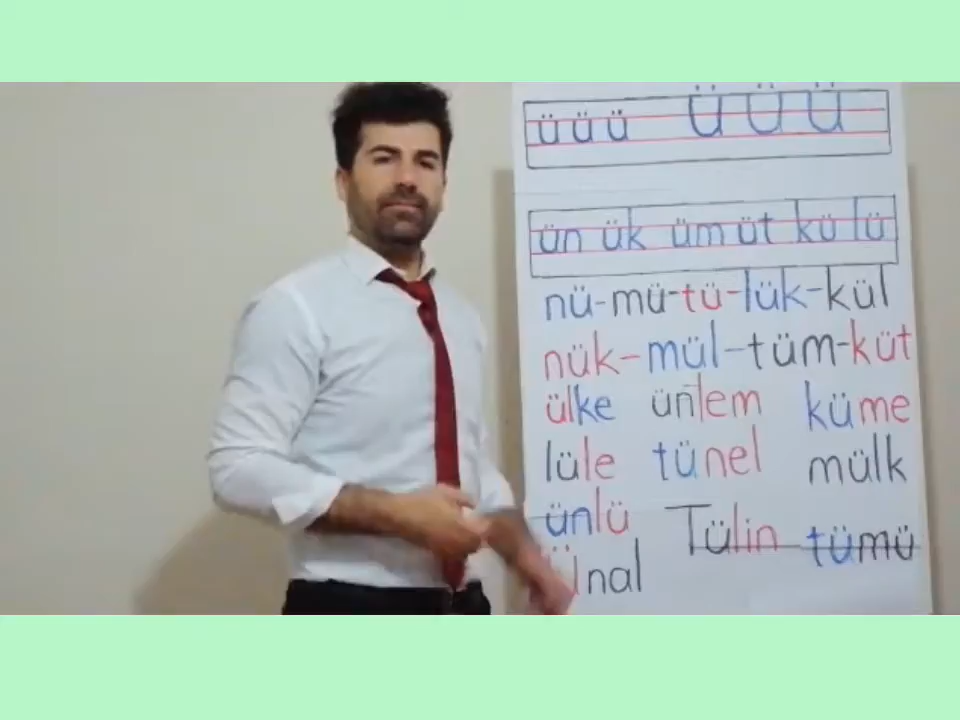 ü ü ü Ü Ü Ü
ün ük üm üt kü lü
nü-mü-tü-lük-kül
nük-mül-tüm-küt
ülke ünlem küme
lüle tünel mülk
ünlü Tülin tümü
Ünal